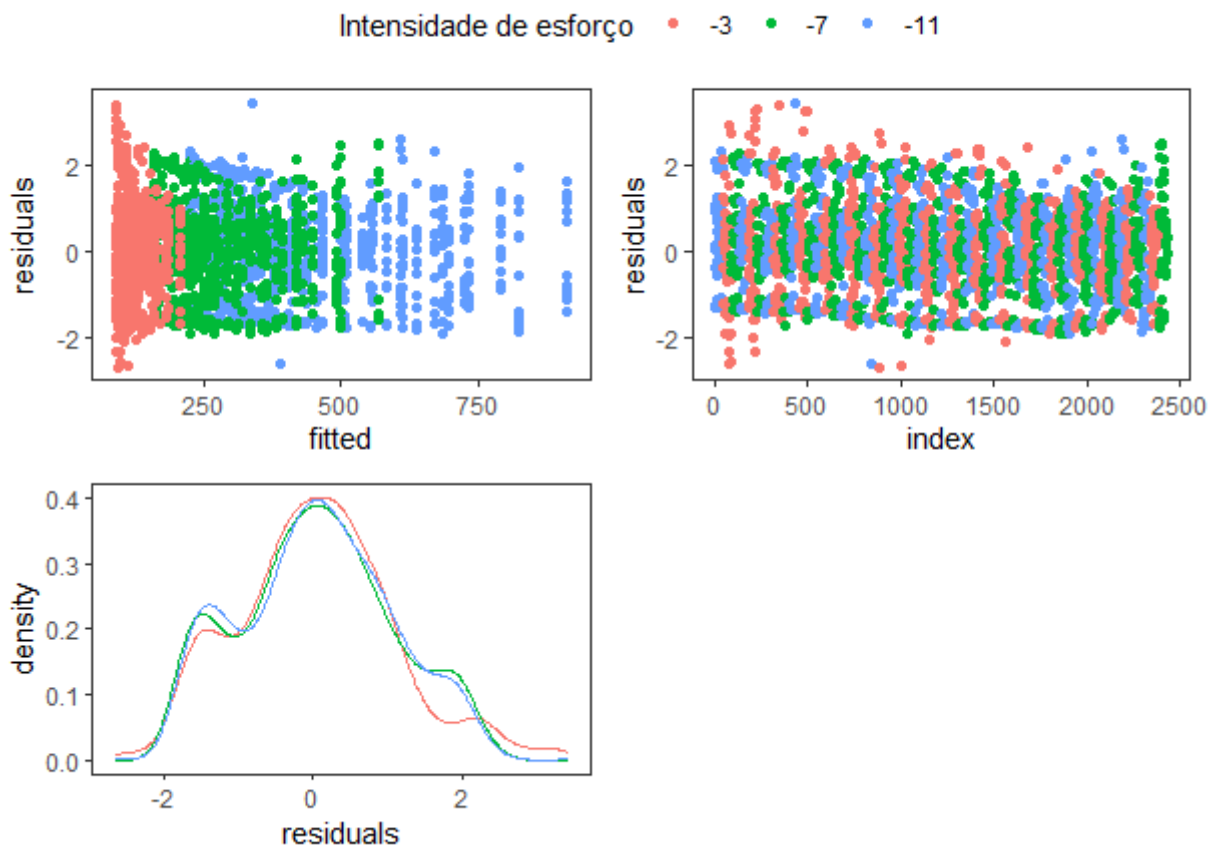 Intensidade de esforço -3 -7 -11
residuals
2
0
-2
250 500 750
fitted
residuals
2
0
-2
0 500 1000 1500 2000 2500
index
density
0.4
0.3
0.2
0.1
0.0
-2 0 2
residuals